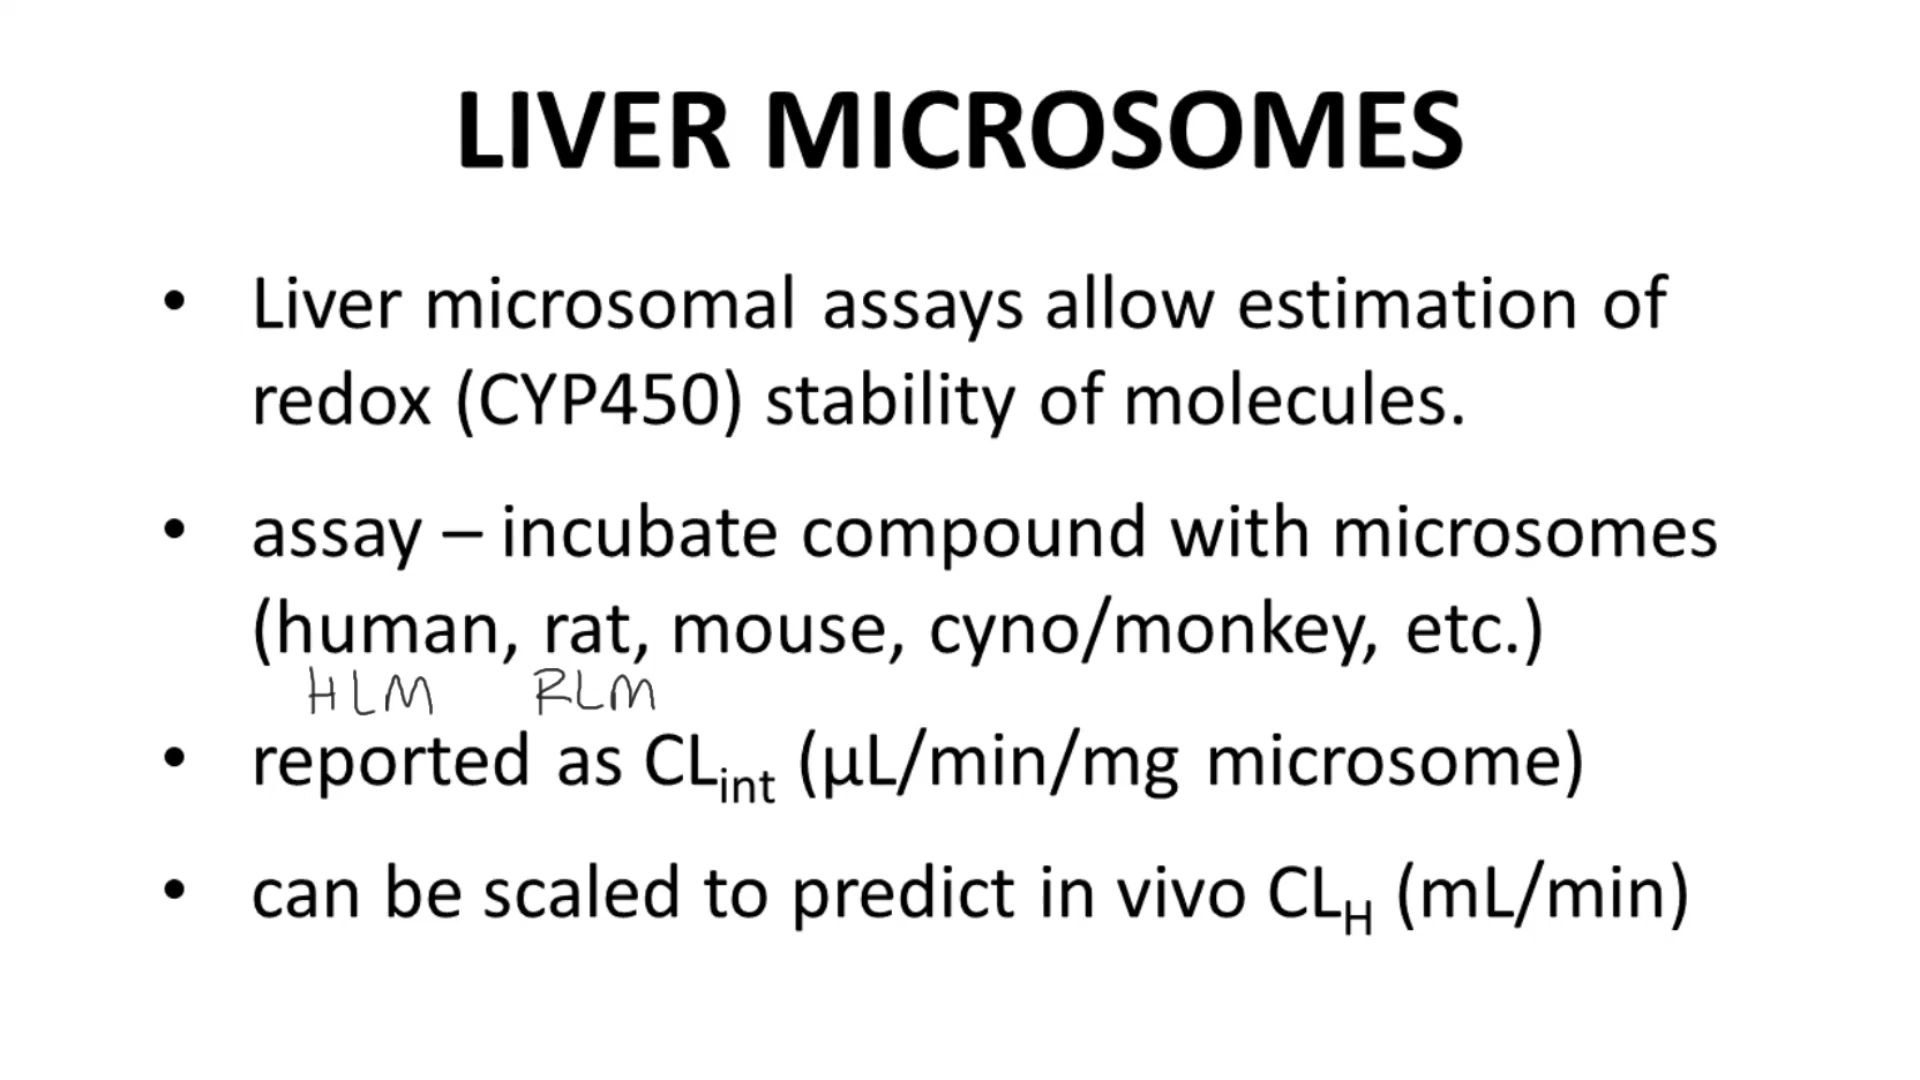 LIVER MICROSOMES
• Liver microsomal assays allow estimation of
redox (CYP450) stability of molecules.
• assay – incubate compound with microsomes
(human, rat, mouse, cyno/monkey, etc.)
HLM RLM
• reported as CLint (µL/min/mg microsome)
• can be scaled to predict in vivo CLH (mL/min)